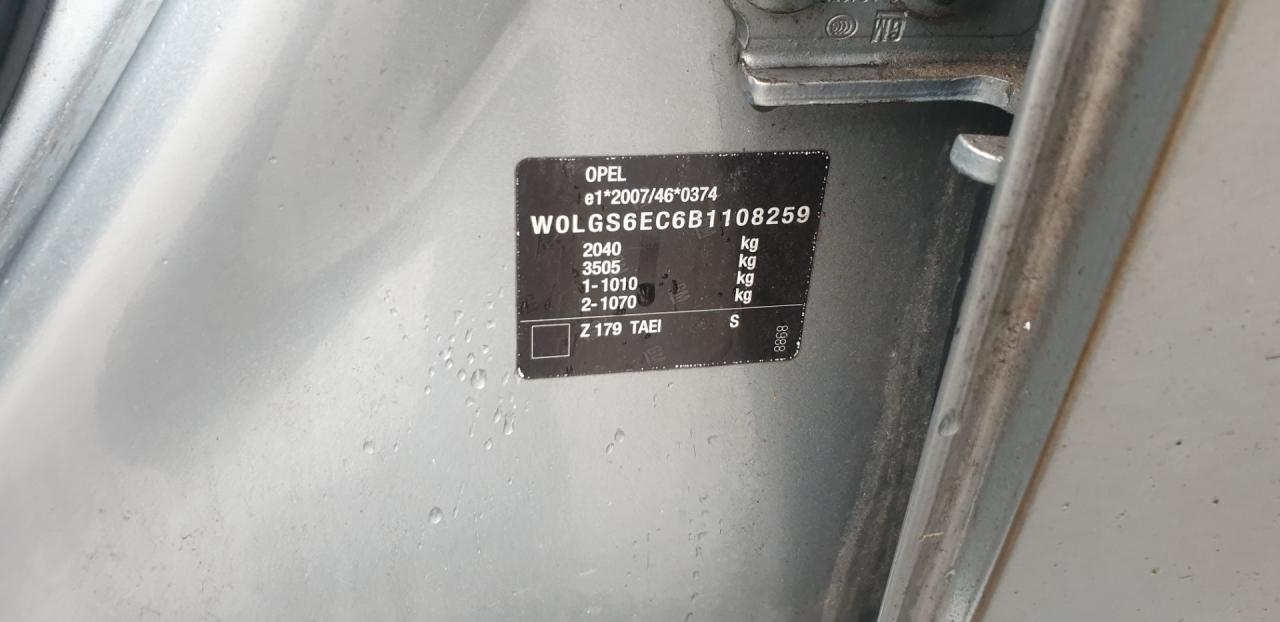 GM
OPEL
e1*2007/46*0374
W0LGS6EC6B1108259
2040 kg
3505 kg
1-1010 kg
2-1070 kg
Z 179 TAEI S
8868